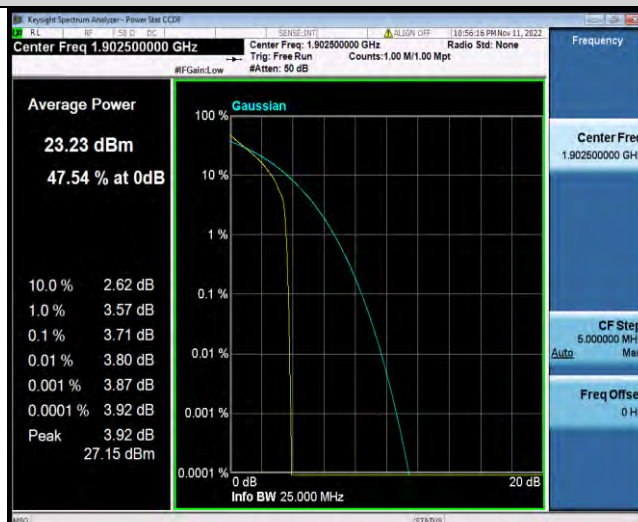 Keysight Spectrum Analyzer - Power Stat CCDF
RL RF 50 Ω DC SENSE:INT ALIGN OFF 10:56:16 PM Nov 11, 2022
Center Freq 1.902500000 GHz
Center Freq: 1.902500000 GHz Radio Std: None
Trig: Free Run Counts:1.00 M/1.00 Mpt
#IFGain:Low #Atten: 50 dB
Frequency
Average Power
23.23 dBm
47.54 % at 0dB
10.0 % 2.62 dB
1.0 % 3.57 dB
0.1 % 3.71 dB
0.01 % 3.80 dB
0.001 % 3.87 dB
0.0001 % 3.92 dB
Peak 3.92 dB
27.15 dBm
Gaussian
100 %
10 %
1 %
0.1 %
0.01 %
0.001 %
0.0001 %
0 dB 20 dB
Info BW 25.000 MHz
Center Freq
1.902500000 GH
CF Step
5.000000 MH
Auto Ma
Freq Offse
0 H
MSG STATUS